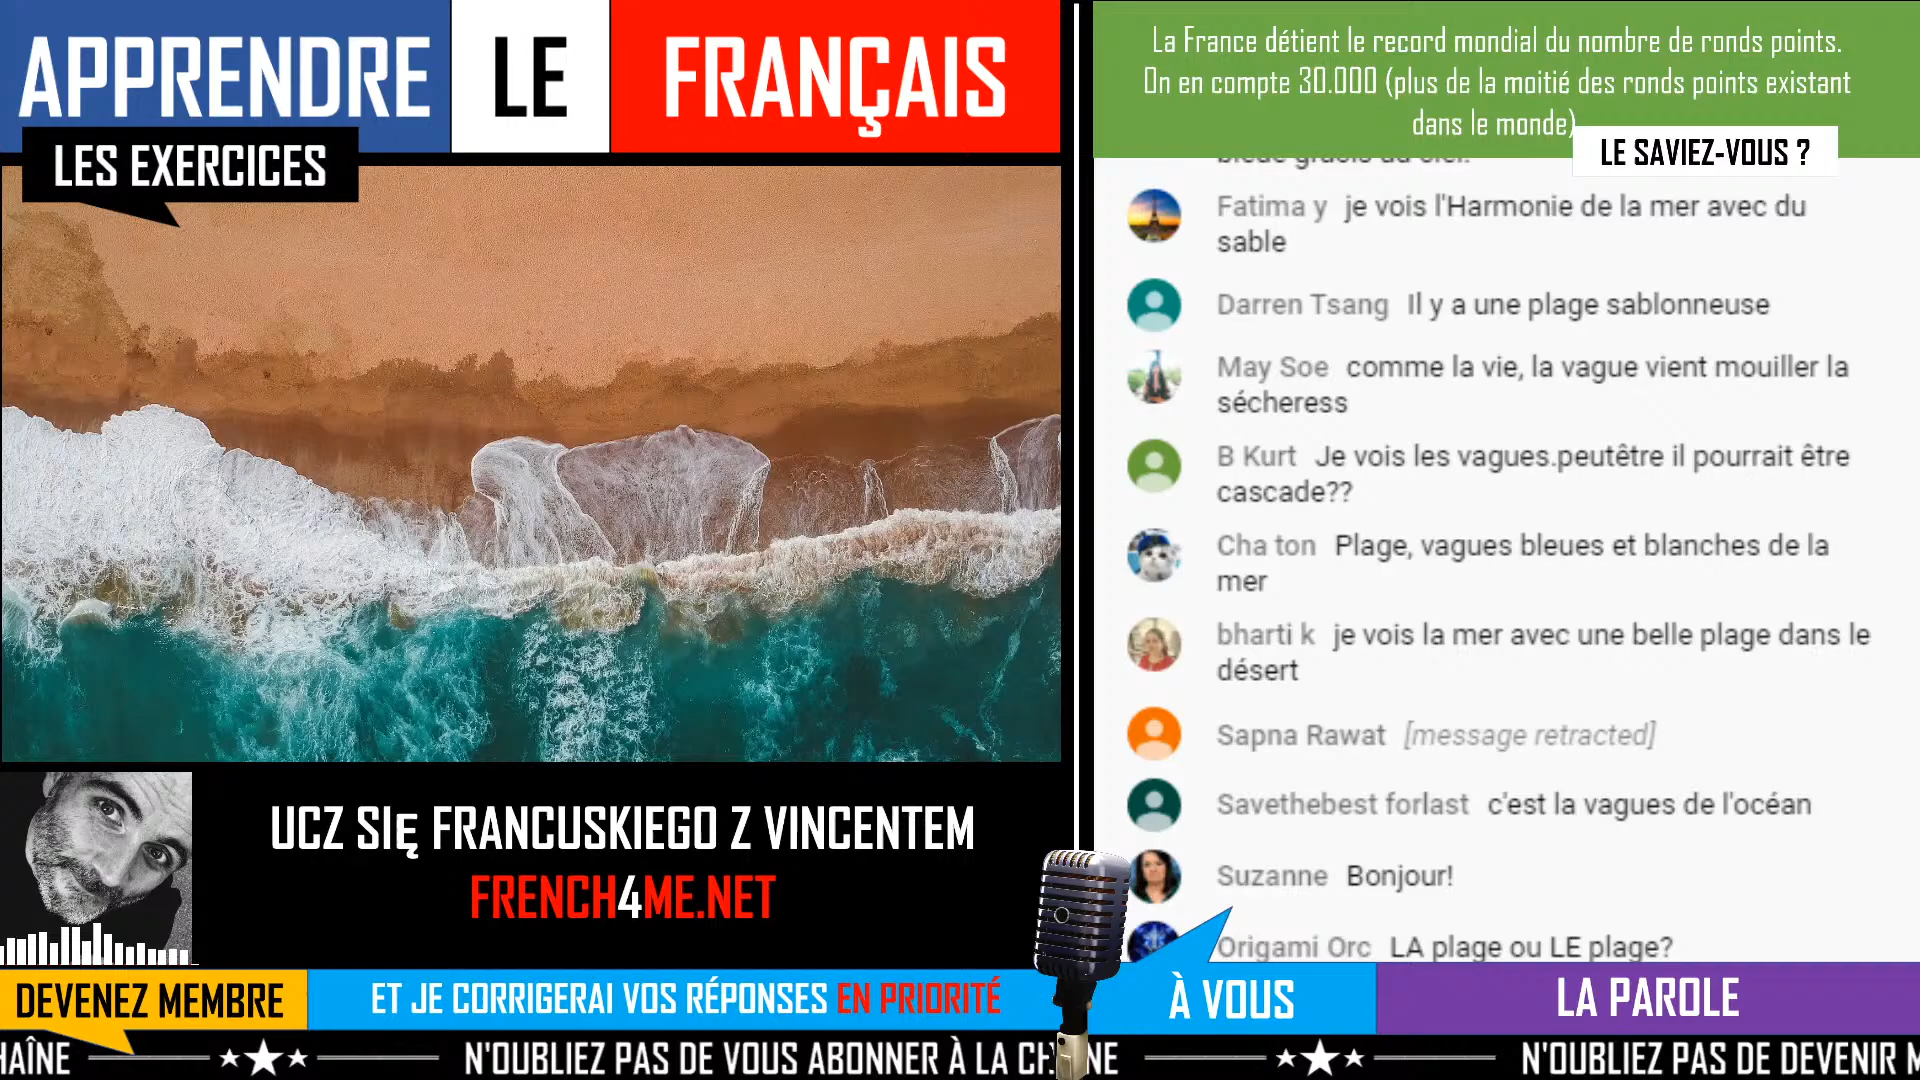 APPRENDRE LE FRANÇAIS
LES EXERCICES
La France détient le record mondial du nombre de ronds points.
On en compte 30.000 (plus de la moitié des ronds points existant
dans le monde)
LE SAVIEZ-VOUS ?
Fatima y je vois l'Harmonie de la mer avec du
sable
Darren Tsang Il y a une plage sablonneuse
May Soe comme la vie, la vague vient mouiller la
sécheress
B Kurt Je vois les vagues.peutêtre il pourrait être
cascade??
Cha ton Plage, vagues bleues et blanches de la
mer
bharti k je vois la mer avec une belle plage dans le
désert
Sapna Rawat [message retracted]
Savethebest forlast c'est la vagues de l'océan
Suzanne Bonjour!
Origami Orc LA plage ou LE plage?
UCZ SIĘ FRANCUSKIEGO Z VINCENTEM
FRENCH4ME.NET
DEVENEZ MEMBRE
ET JE CORRIGERAI VOS RÉPONSES EN PRIORITÉ
À VOUS
LA PAROLE
HAÎNE
N'OUBLIEZ PAS DE VOUS ABONNER À LA
N'OUBLIEZ PAS DE DEVENIR M